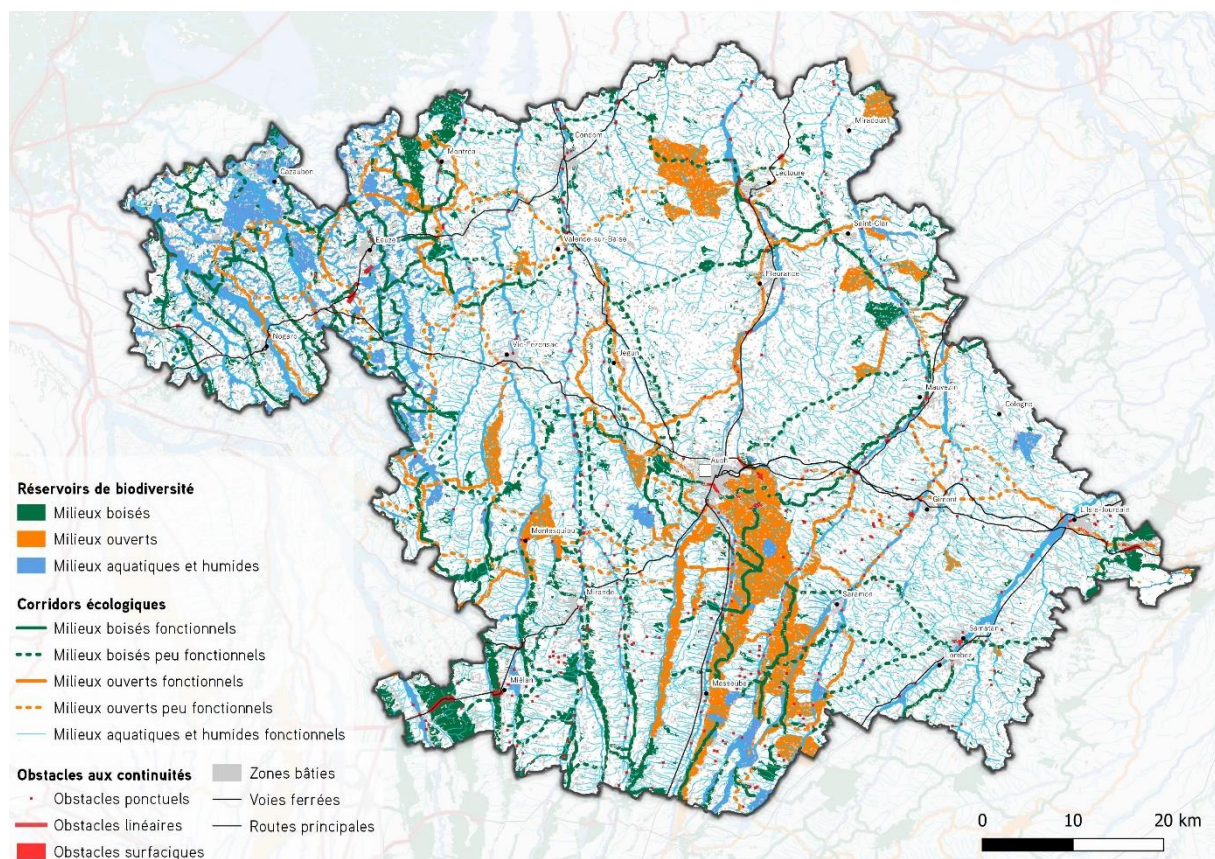 Miradoux
Condom
Montréal
Lectoure
Cazaubon
Saint-Clar
Eauze
Valence-sur-Baïse
Fleurance
Nogaro
Vic-Fezensac
Jegun
Mauvezin
Cologne
Auch
Gimont
L'Isle-Jourdain
Montesquiou
Mirande
Saramon
Samatan
Lombez
Miélan
Masseube
Réservoirs de biodiversité
Milieux boisés
Milieux ouverts
Milieux aquatiques et humides
Corridors écologiques
Milieux boisés fonctionnels
Milieux boisés peu fonctionnels
Milieux ouverts fonctionnels
Milieux ouverts peu fonctionnels
Milieux aquatiques et humides fonctionnels
Obstacles aux continuités
Obstacles ponctuels
Obstacles linéaires
Obstacles surfaciques
Zones bâties
Voies ferrées
Routes principales
0 10 20 km